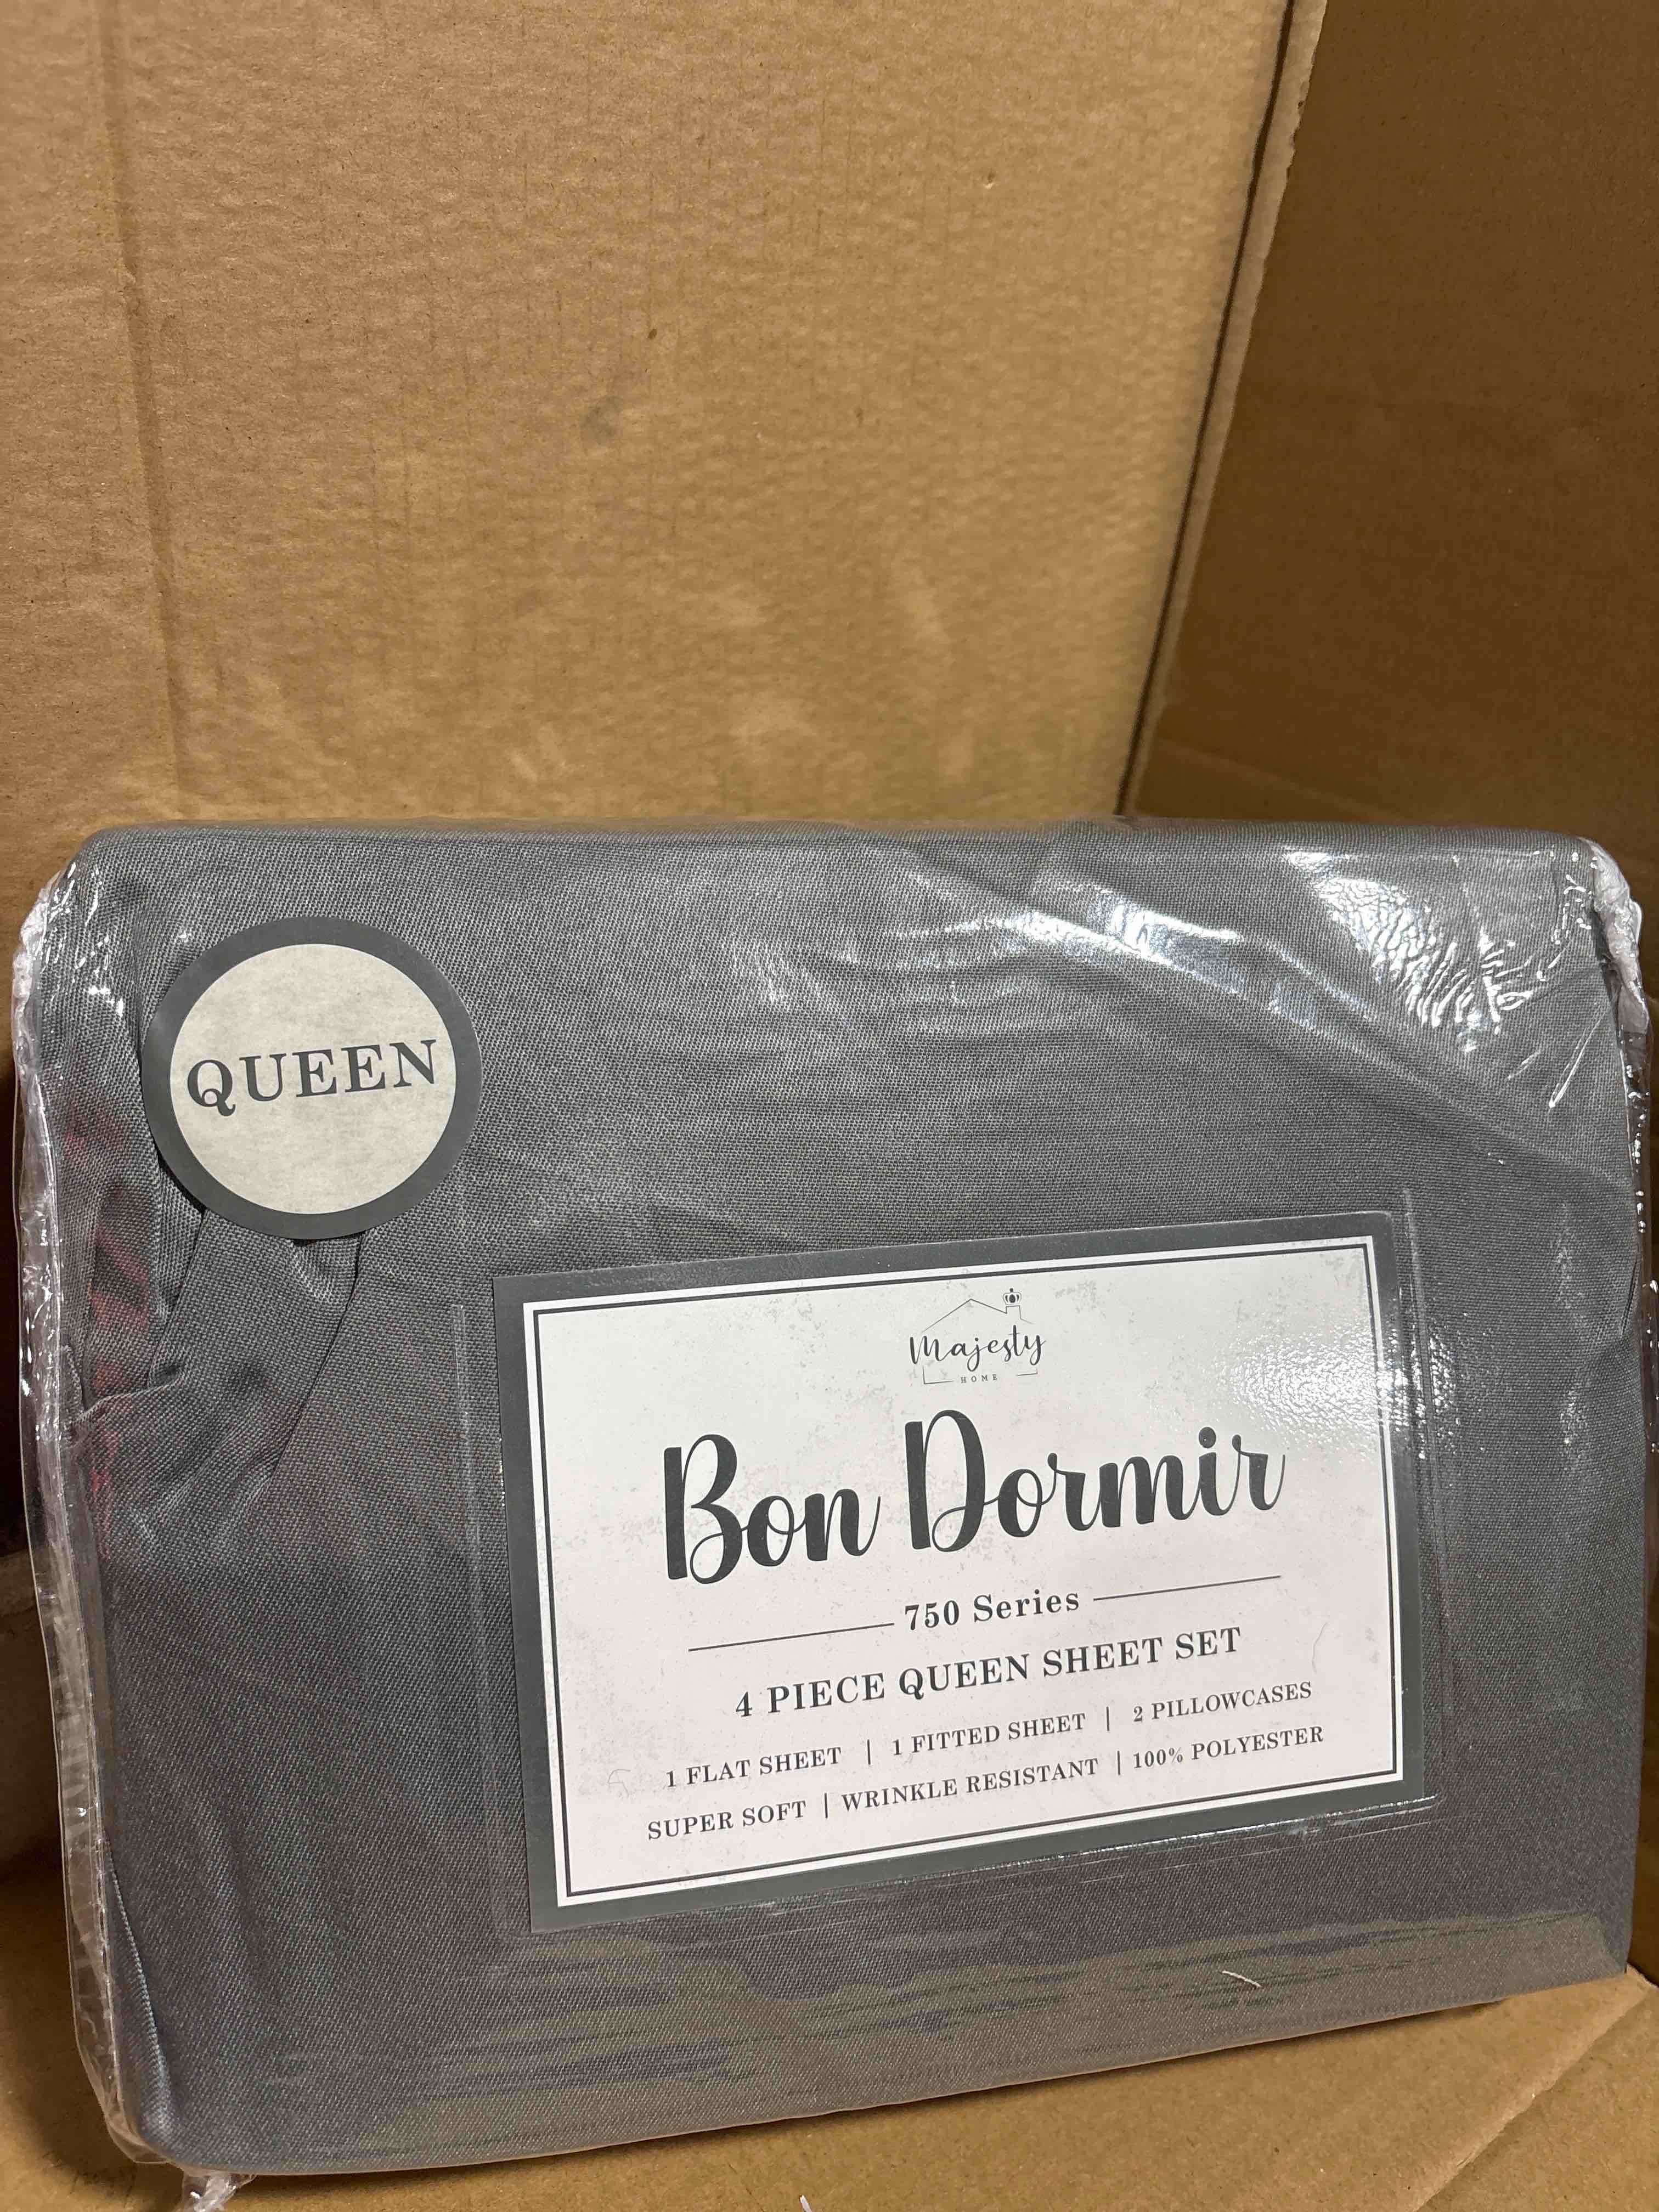 QUEEN
Majesty
HOME
Bon Dormir
750 Series
4 PIECE QUEEN SHEET SET
1 FLAT SHEET | 1 FITTED SHEET | 2 PILLOWCASES
SUPER SOFT | WRINKLE RESISTANT | 100% POLYESTER